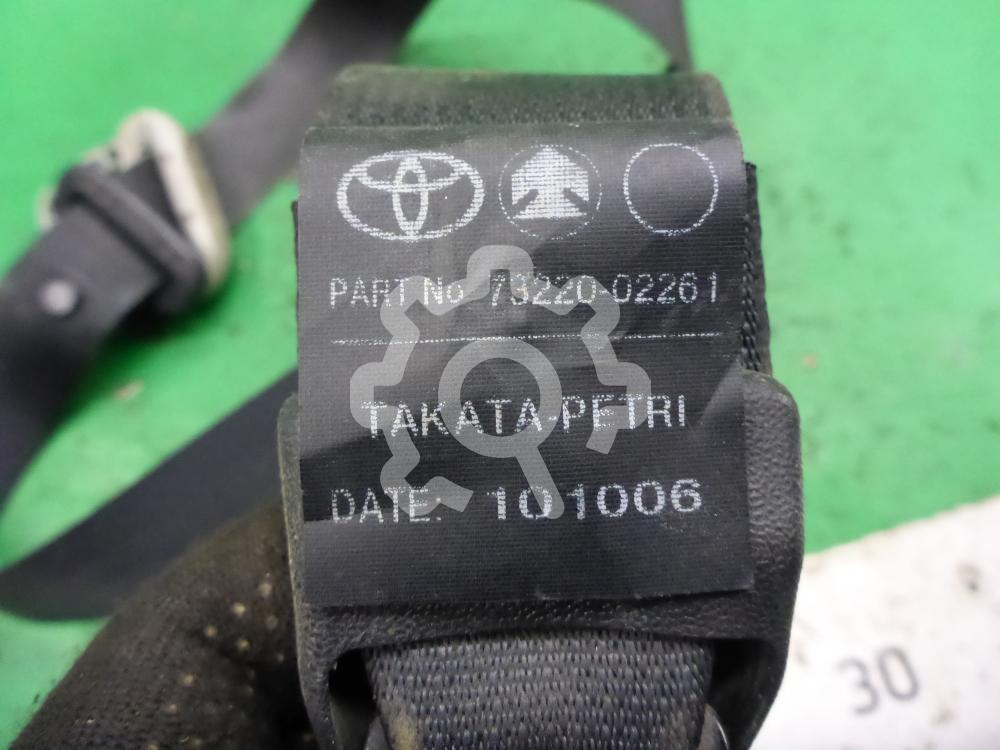 PART No 73220-02261
TAKATA-PETRI
DATE: 101006
30